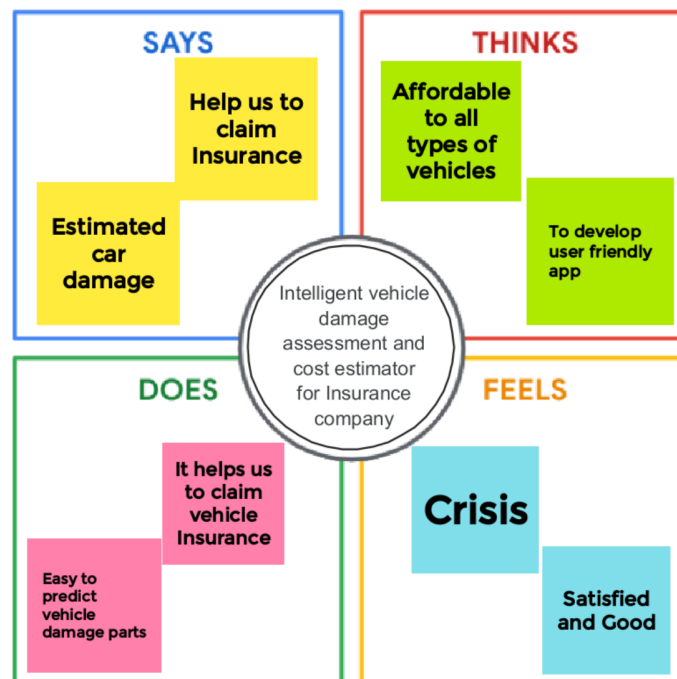 SAYS
Help us to
claim
Insurance
Estimated
car
damage
THINKS
Affordable
to all
types of
vehicles
To develop
user friendly
app
Intelligent vehicle
damage
assessment and
cost estimator
for Insurance
company
DOES
It helps us
to claim
vehicle
Insurance
Easy to
predict
vehicle
damage parts
FEELS
Crisis
Satisfied
and Good